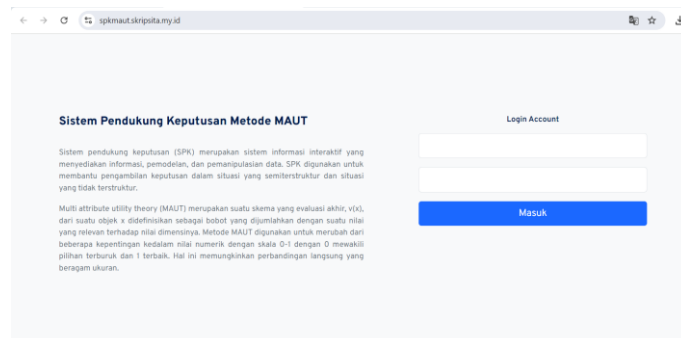 spkmaut.skripsita.my.id
Sistem Pendukung Keputusan Metode MAUT
Sistem pendukung keputusan (SPK) merupakan sistem informasi interaktif yang
menyediakan informasi, pemodelan, dan pemanipulasian data. SPK digunakan untuk
membantu pengambilan keputusan dalam situasi yang semiterstruktur dan situasi
yang tidak terstruktur.
Multi attribute utility theory (MAUT) merupakan suatu skema yang evaluasi akhir, v(x),
dari suatu objek x didefinisikan sebagai bobot yang dijumlahkan dengan suatu nilai
yang relevan terhadap nilai dimensinya. Metode MAUT digunakan untuk merubah dari
beberapa kepentingan kedalam nilai numerik dengan skala 0-1 dengan 0 mewakili
pilihan terburuk dan 1 terbaik. Hal ini memungkinkan perbandingan langsung yang
beragam ukuran.
Login Account
Masuk